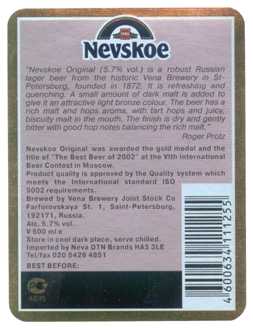 Nevskoe
"Nevskoe Original (5.7% vol.) is a robust Russian
lager beer from the historic Vena Brewery in St-
Petersburg, founded in 1872. It is refreshing and
quenching. A small amount of dark malt is added to
give it an attractive light bronze colour. The beer has a
rich malt and hops aroma, with tart hops and juicy,
biscuity malt in the mouth. The finish is dry and gently
bitter with good hop notes balancing the rich malt."
Roger Protz
Nevskoe Original was awarded the gold medal and the
title of "The Best Beer of 2002" at the VIth International
Beer Contest in Moscow.
Product quality is approved by the Quality system which
meets the International standard ISO
9002 requirements.
Brewed by Vena Brewery Joint Stock Co
Farforovskaya St. 1, Saint-Petersburg,
192171, Russia.
Alc. 5.7% vol.
V 500 ml e
Store in cool dark place, serve chilled.
Imported by Neva DTN Brands HA5 3LE
Tel/fax 020 8429 4851
BEST BEFORE:
4 600634 111255